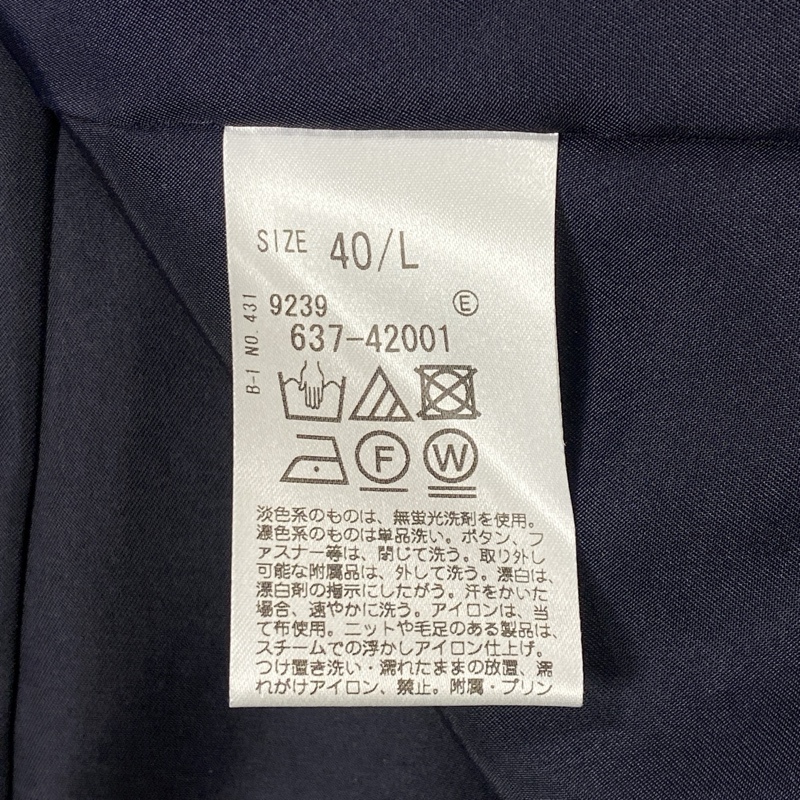 SIZE 40/L
B-1 NO.431
9239 Ⓔ
637-42001
F W
淡色系のものは、無蛍光洗剤を使用。
濃色系のものは単品洗い。ボタン、フ
ァスナー等は、閉じて洗う。取り外し
可能な附属品は、外して洗う。漂白は、
漂白剤の指示にしたがう。汗をかいた
場合、速やかに洗う。アイロンは、当
て布使用。ニットや毛足のある製品は、
スチームでの浮かしアイロン仕上げ。
つけ置き洗い・濡れたままの放置、濡
れがけアイロン、禁止。附属・プリン